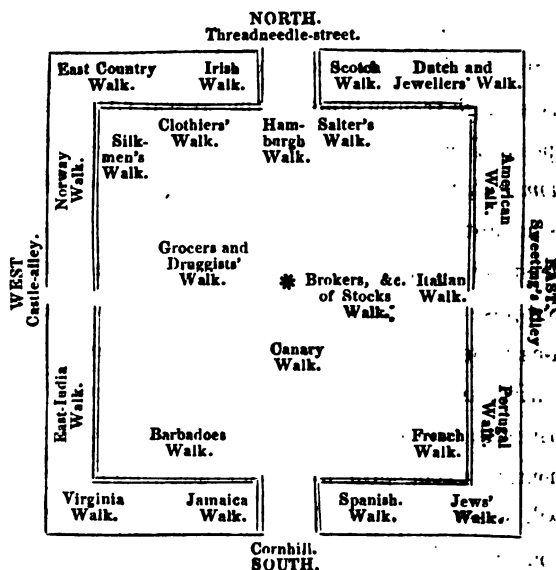 NORTH.
Threadneedle-street.
East Country
Walk.
Irish
Walk.
Scotch
Walk.
Dutch and
Jewellers' Walk.
Clothiers'
Walk.
Ham-
burgh
Walk.
Salter's
Walk.
Silk-
men's
Walk.
Norway
Walk.
American
Walk.
Grocers and
Druggists'
Walk.
* Brokers, &c.
of Stocks
Walk.
Italian
Walk.
WEST
Castle-alley.
EAST.
Sweeting's Alley
Canary
Walk.
East-India
Walk.
Portugal
Walk.
Barbadoes
Walk.
French
Walk.
Virginia
Walk.
Jamaica
Walk.
Spanish.
Walk.
Jews'
Walk.
Cornhill.
SOUTH.